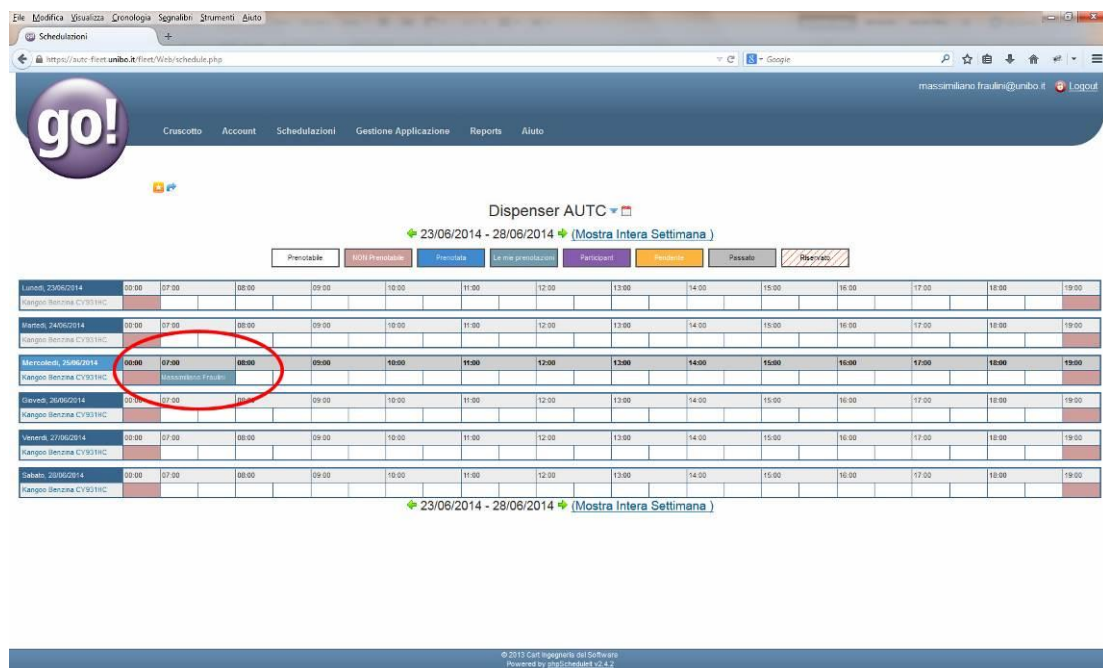 File Modifica Visualizza Cronologia Segnalibri Strumenti Aiuto
Schedulazioni +
https://autc-fleet.unibo.it/fleet/Web/schedule.php Google
massimiliano.fraulini@unibo.it Logout
go!
Cruscotto Account Schedulazioni Gestione Applicazione Reports Aiuto
Dispenser AUTC
23/06/2014 - 28/06/2014 (Mostra Intera Settimana )
Prenotabile NON Prenotabile Prenotata Le mie prenotazioni Participant Pendente Passato Riservato
Lunedì, 23/06/2014 00:00 07:00 08:00 09:00 10:00 11:00 12:00 13:00 14:00 15:00 16:00 17:00 18:00 19:00
Kangoo Benzina CY931HC
Martedì, 24/06/2014 00:00 07:00 08:00 09:00 10:00 11:00 12:00 13:00 14:00 15:00 16:00 17:00 18:00 19:00
Kangoo Benzina CY931HC
Mercoledì, 25/06/2014 00:00 07:00 08:00 09:00 10:00 11:00 12:00 13:00 14:00 15:00 16:00 17:00 18:00 19:00
Kangoo Benzina CY931HC Massimiliano Fraulini
Giovedì, 26/06/2014 00:00 07:00 08:00 09:00 10:00 11:00 12:00 13:00 14:00 15:00 16:00 17:00 18:00 19:00
Kangoo Benzina CY931HC
Venerdì, 27/06/2014 00:00 07:00 08:00 09:00 10:00 11:00 12:00 13:00 14:00 15:00 16:00 17:00 18:00 19:00
Kangoo Benzina CY931HC
Sabato, 28/06/2014 00:00 07:00 08:00 09:00 10:00 11:00 12:00 13:00 14:00 15:00 16:00 17:00 18:00 19:00
Kangoo Benzina CY931HC
23/06/2014 - 28/06/2014 (Mostra Intera Settimana )
© 2013 Cart Ingegneria del Software
Powered by phpScheduleIt v2.4.2